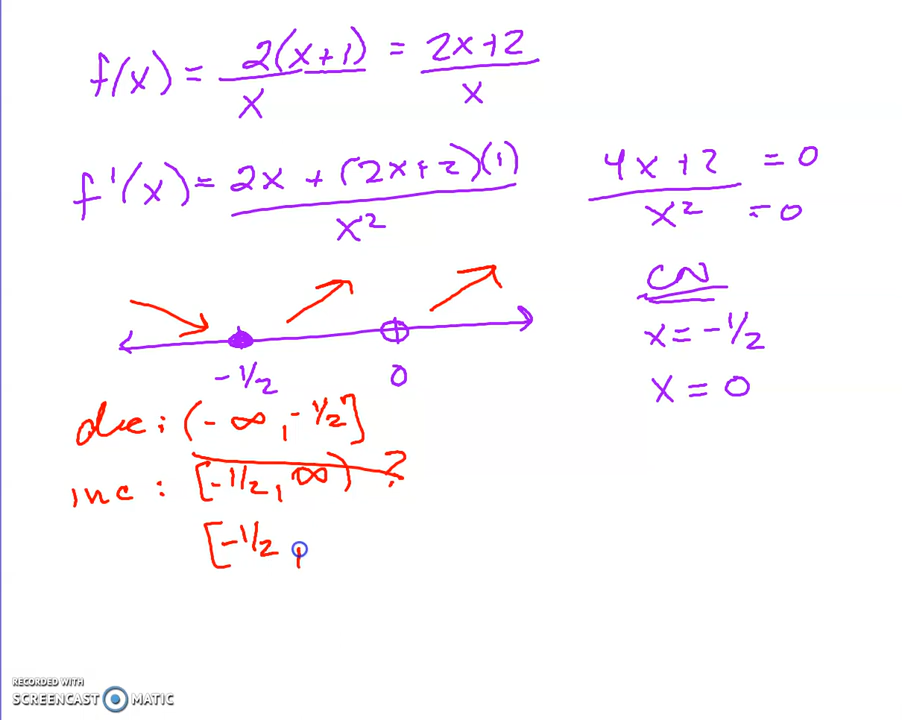 f(x) = 2(x+1)/x = 2x+2/x
f'(x) = 2x + (2x+2)(1)/x²
4x+2/x² =0 =0
CN
x = -1/2
x = 0
-1/2 0
dec: (-∞, -1/2]
inc: [-1/2, ∞) ?
[-1/2 ,
RECORDED WITH
SCREENCAST MATIC